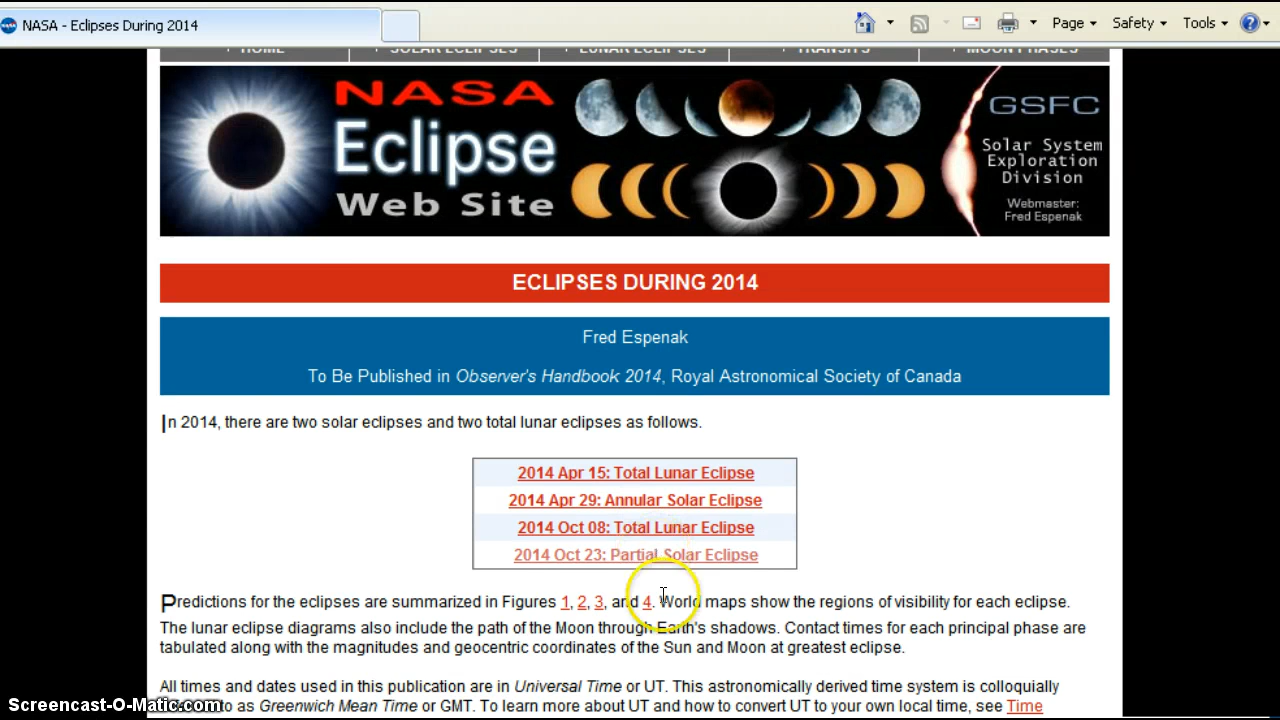 NASA - Eclipses During 2014
Page
Safety
Tools
HOME
SOLAR ECLIPSES
LUNAR ECLIPSES
TRANSITS
MOON PHASES
NASA
Eclipse
Web Site
GSFC
Solar System
Exploration
Division
Webmaster:
Fred Espenak
ECLIPSES DURING 2014
Fred Espenak
To Be Published in Observer's Handbook 2014, Royal Astronomical Society of Canada
In 2014, there are two solar eclipses and two total lunar eclipses as follows.
2014 Apr 15: Total Lunar Eclipse
2014 Apr 29: Annular Solar Eclipse
2014 Oct 08: Total Lunar Eclipse
2014 Oct 23: Partial Solar Eclipse
Predictions for the eclipses are summarized in Figures 1, 2, 3, and 4. World maps show the regions of visibility for each eclipse.
The lunar eclipse diagrams also include the path of the Moon through Earth's shadows. Contact times for each principal phase are
tabulated along with the magnitudes and geocentric coordinates of the Sun and Moon at greatest eclipse.
All times and dates used in this publication are in Universal Time or UT. This astronomically derived time system is colloquially
to as Greenwich Mean Time or GMT. To learn more about UT and how to convert UT to your own local time, see Time
Screencast-O-Matic.com